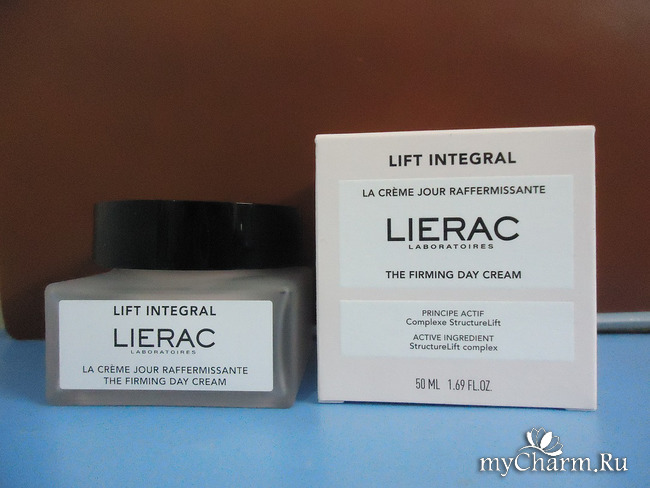 LIFT INTEGRAL
LIERAC
LABORATOIRES
LA CRÈME JOUR RAFFERMISSANTE
THE FIRMING DAY CREAM
LIFT INTEGRAL
LA CRÈME JOUR RAFFERMISSANTE
LIERAC
LABORATOIRES
THE FIRMING DAY CREAM
PRINCIPE ACTIF
Complexe StructureLift
ACTIVE INGREDIENT
StructureLift complex
50 ML 1.69 FL.OZ.
myCharm.Ru